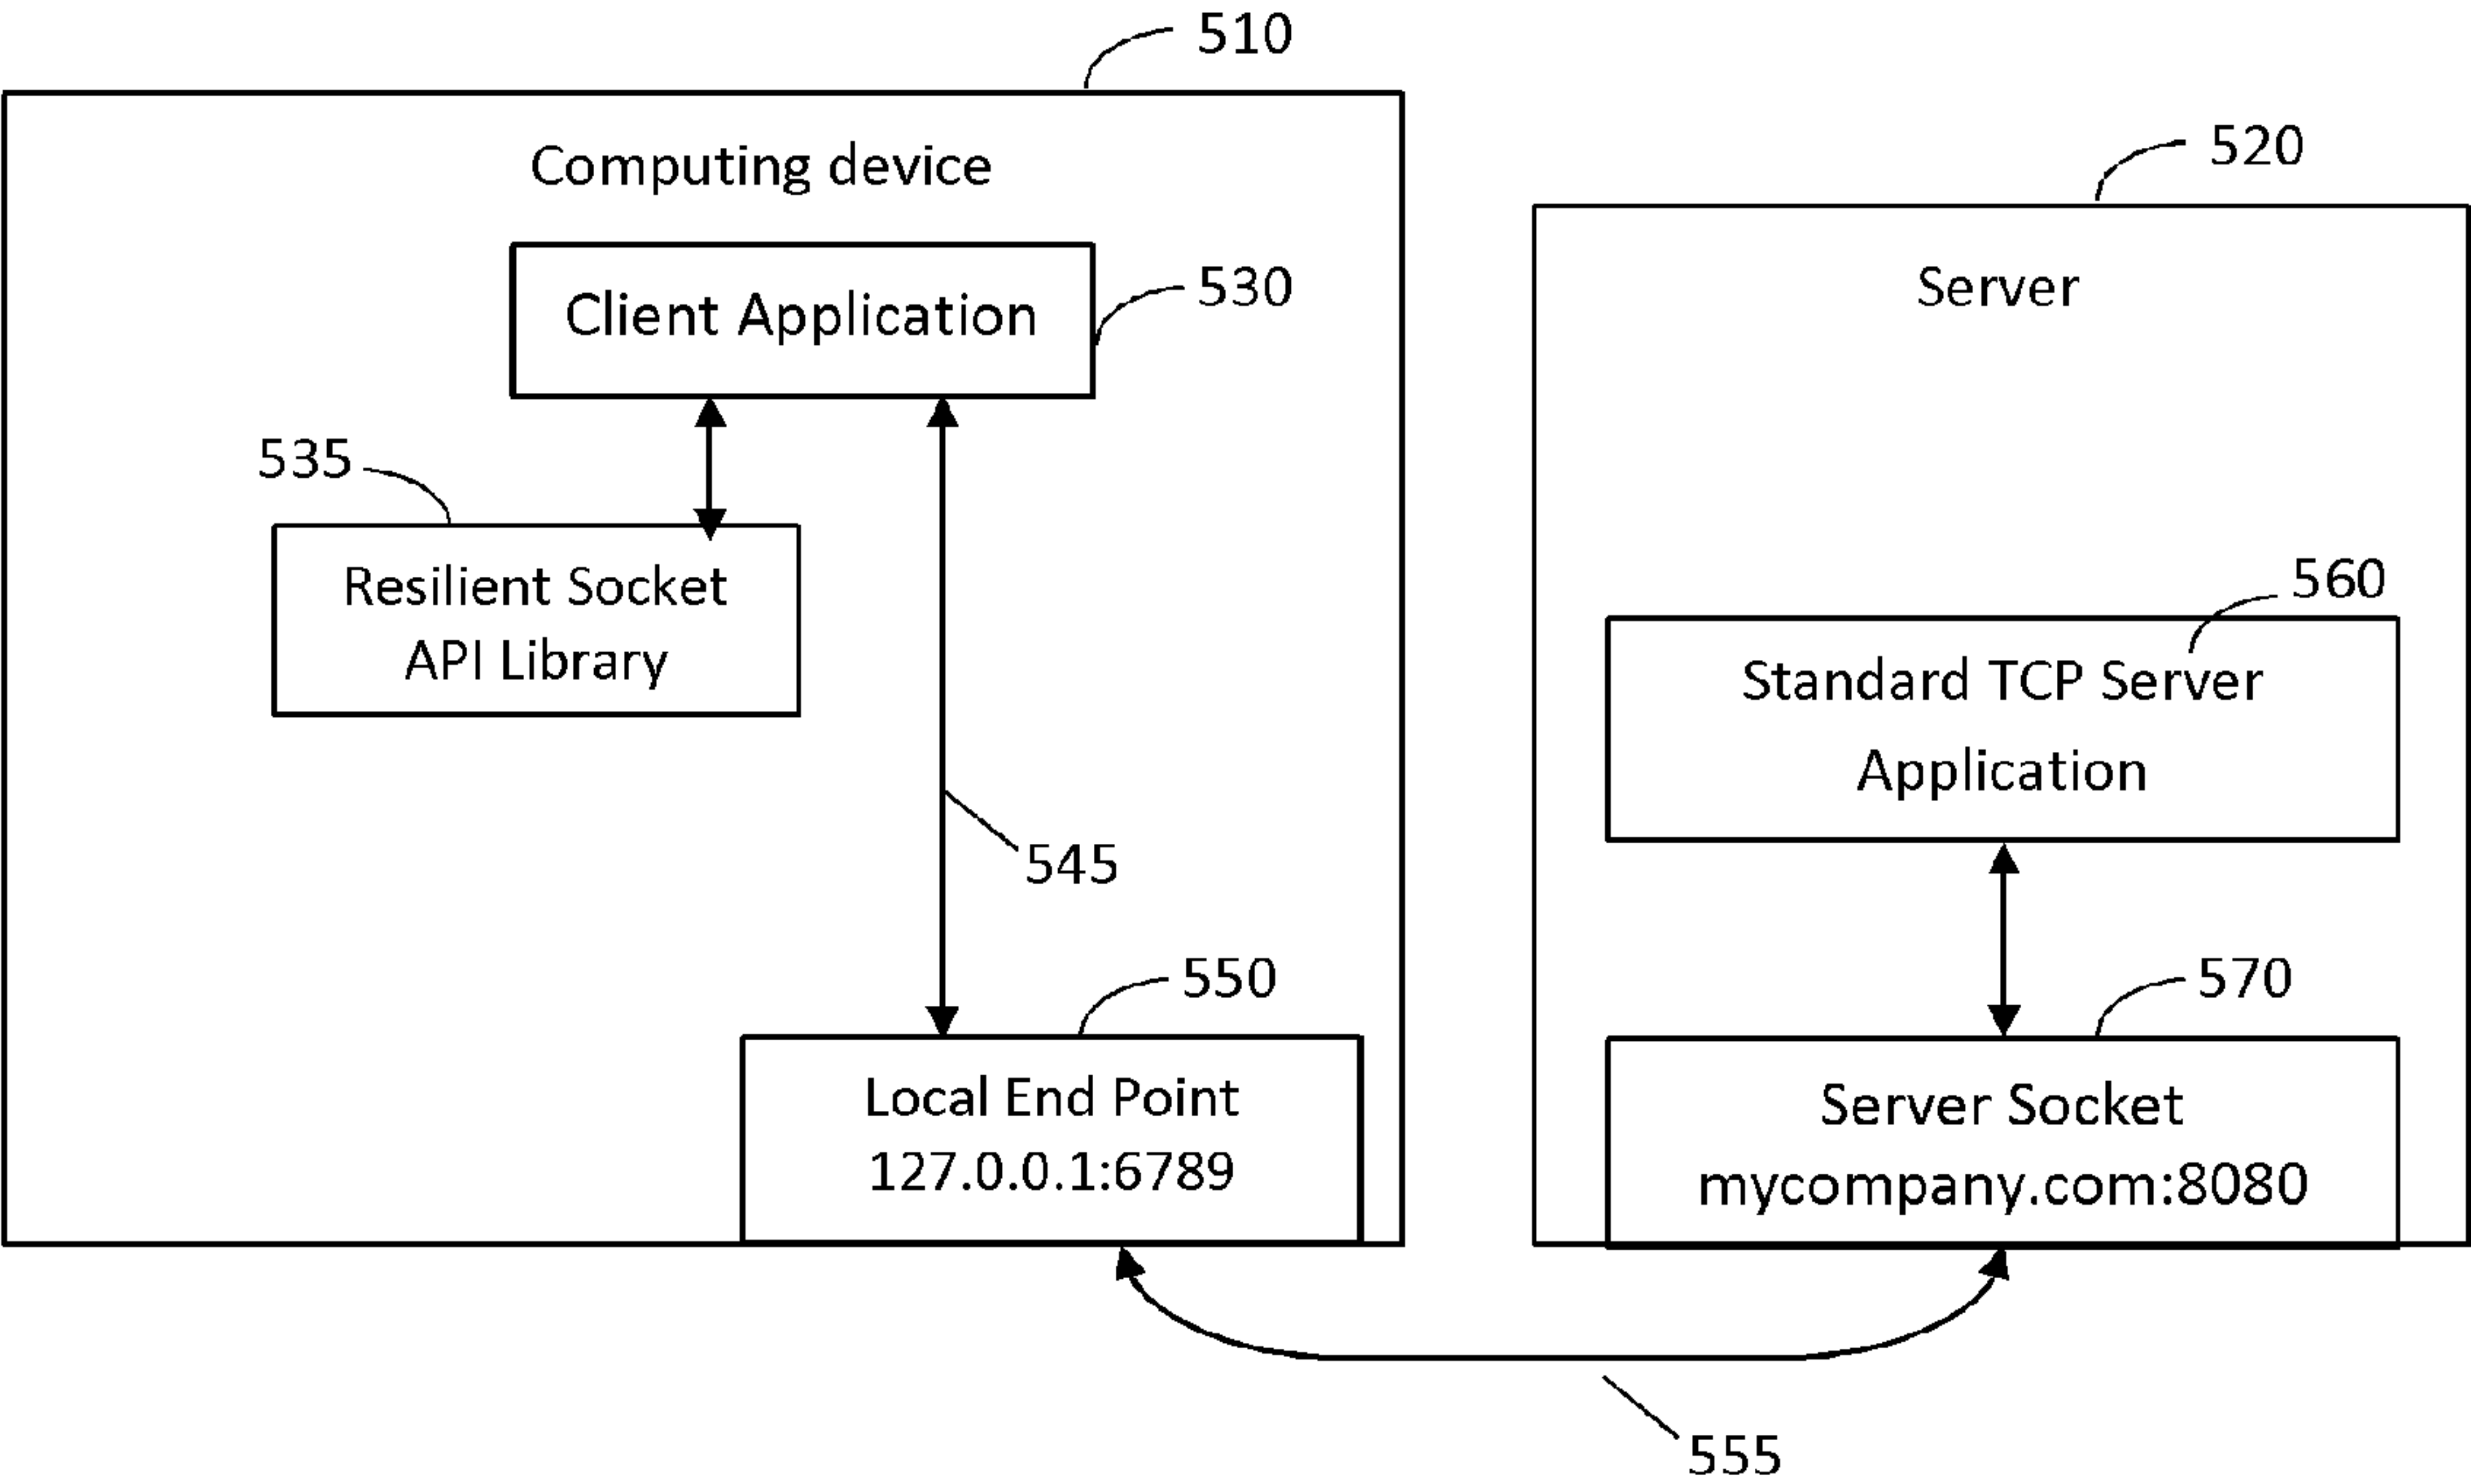 510
Computing device
520
Client Application
530
Server
535
Resilient Socket
API Library
560
Standard TCP Server
Application
545
550
570
Local End Point
127.0.0.1:6789
Server Socket
mycompany.com:8080
555